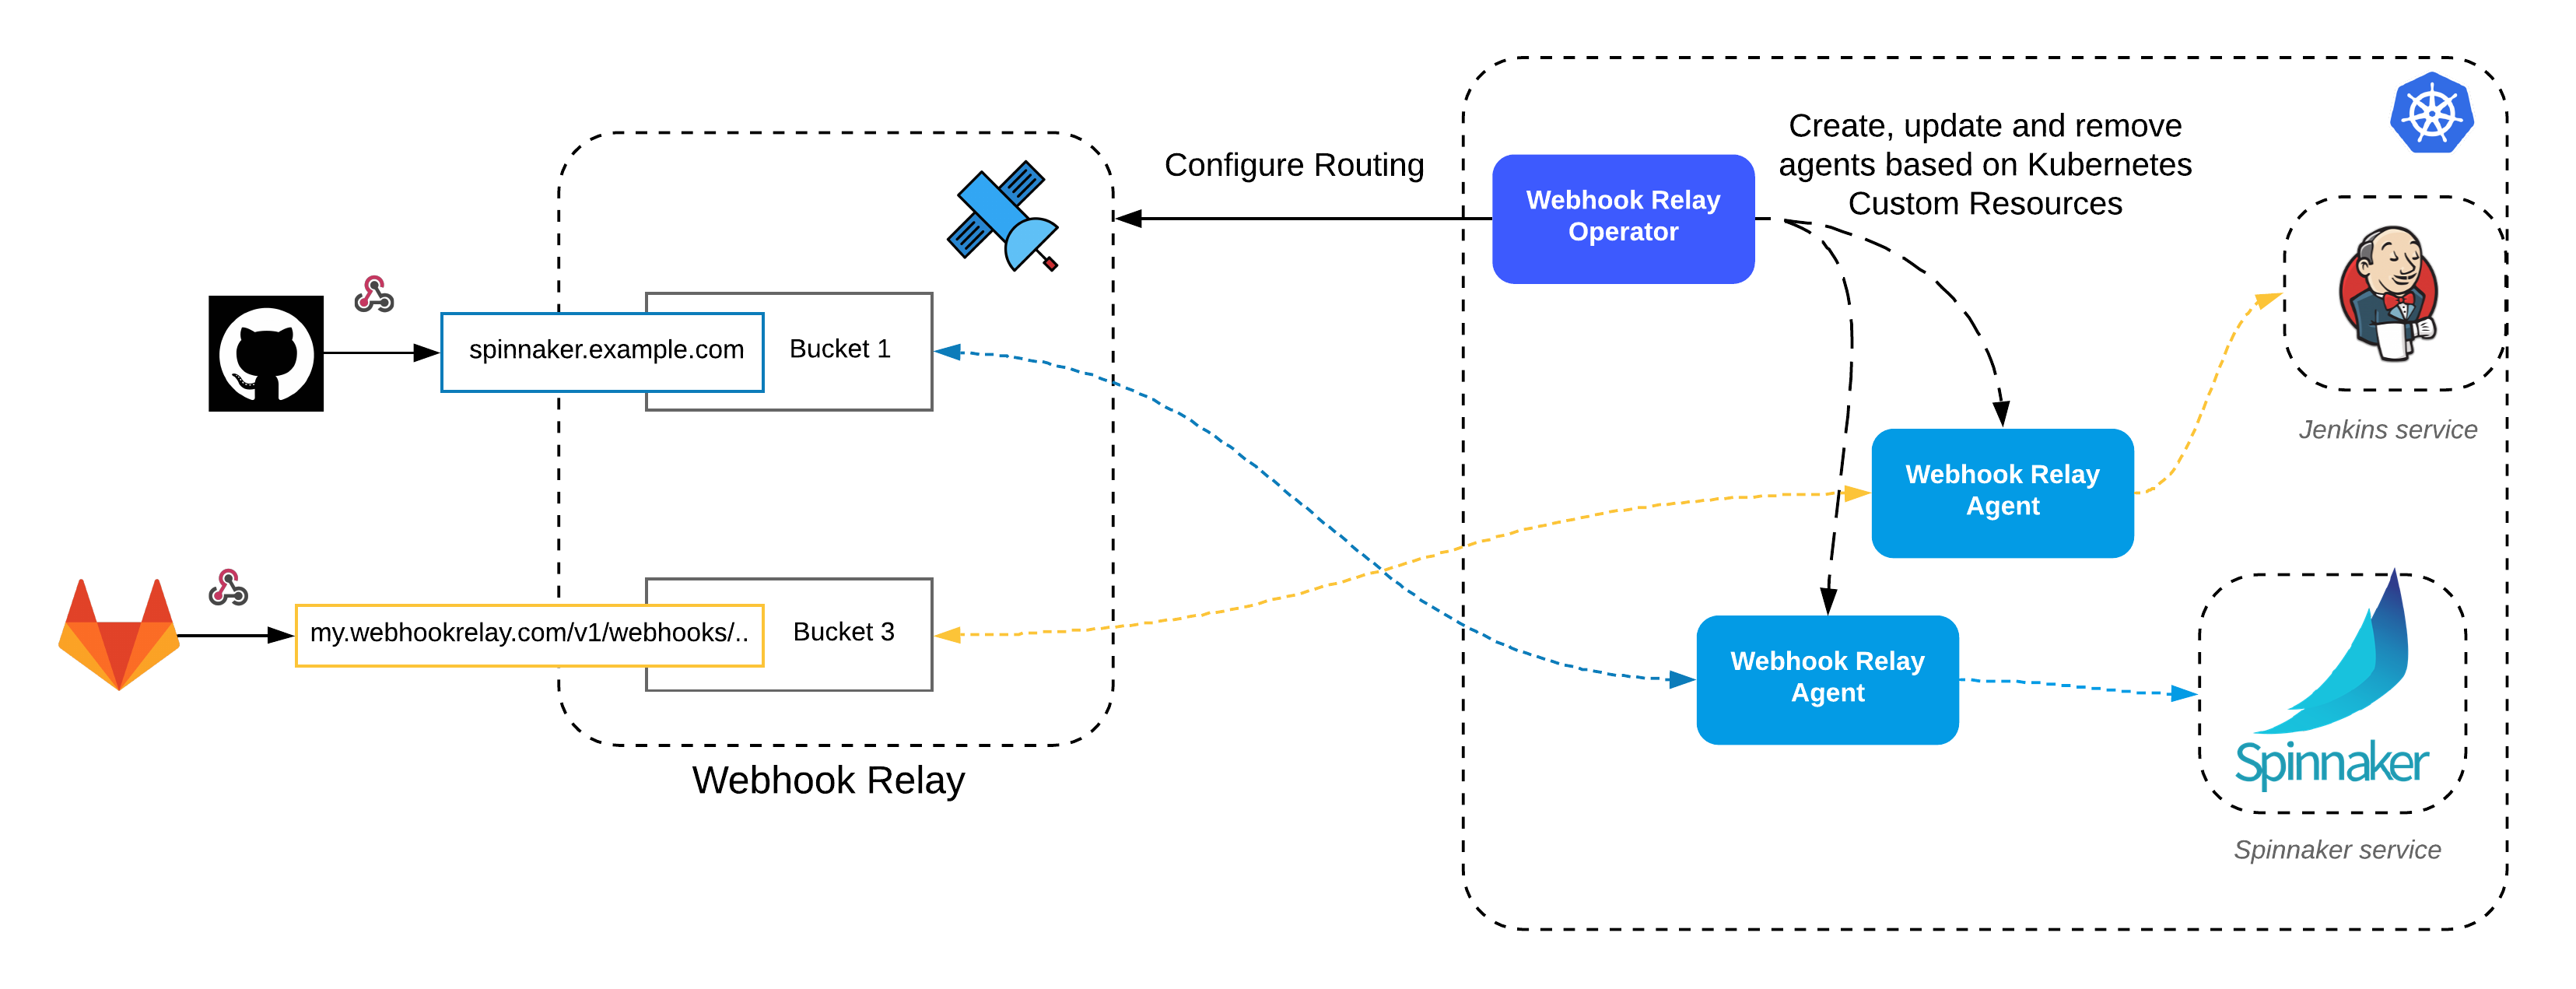 Create, update and remove
agents based on Kubernetes
Custom Resources
Configure Routing
Webhook Relay
Operator
spinnaker.example.com
Bucket 1
Jenkins service
Webhook Relay
Agent
my.webhookrelay.com/v1/webhooks/..
Bucket 3
Webhook Relay
Agent
Webhook Relay
Spinnaker
Spinnaker service